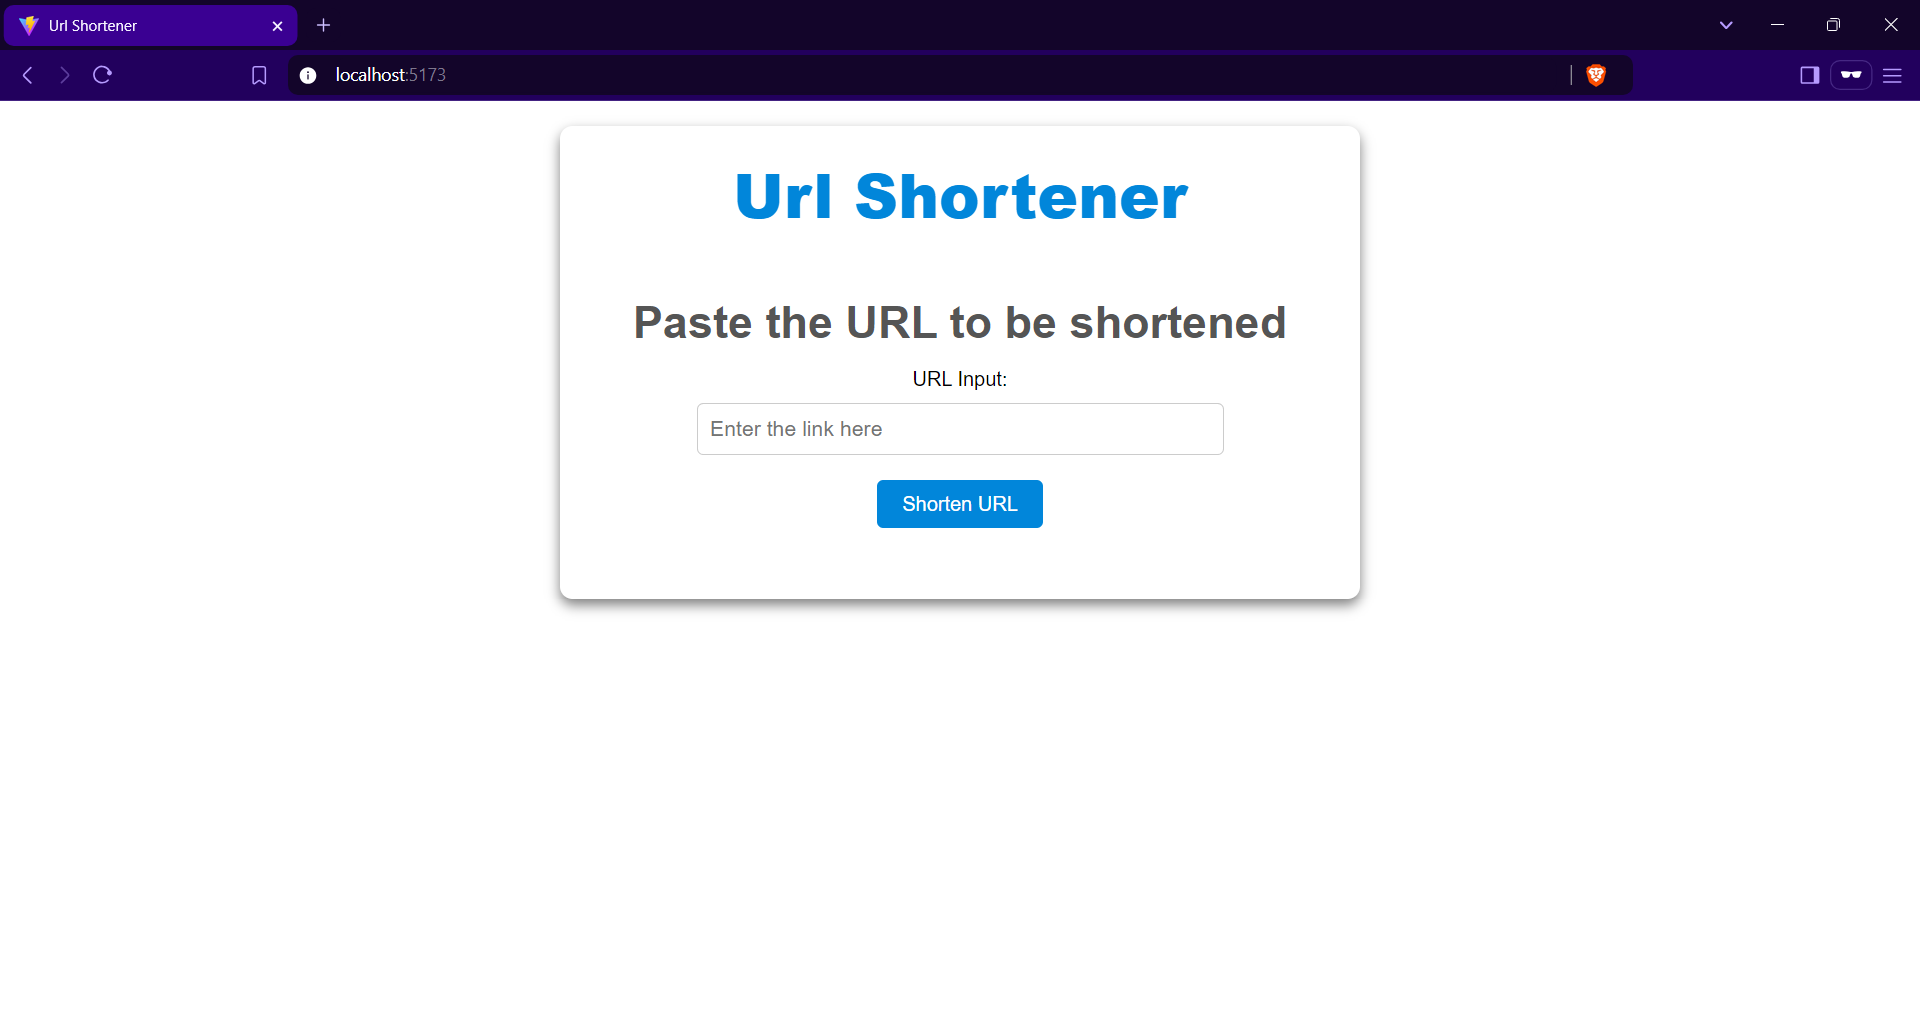 Url Shortener
localhost:5173
Url Shortener
Paste the URL to be shortened
URL Input:
Enter the link here
Shorten URL